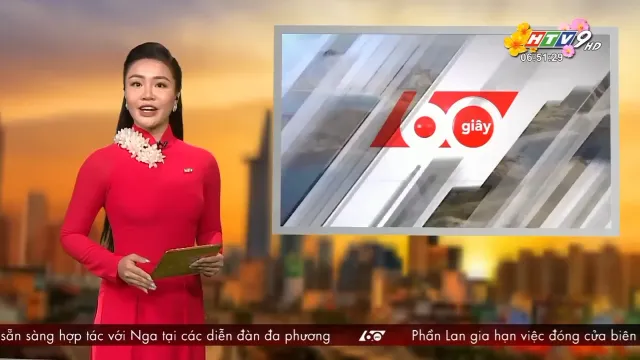 HTV9 HD
06:51:29
60 giây
sẵn sàng hợp tác với Nga tại các diễn đàn đa phương 60 Phần Lan gia hạn việc đóng cửa biên